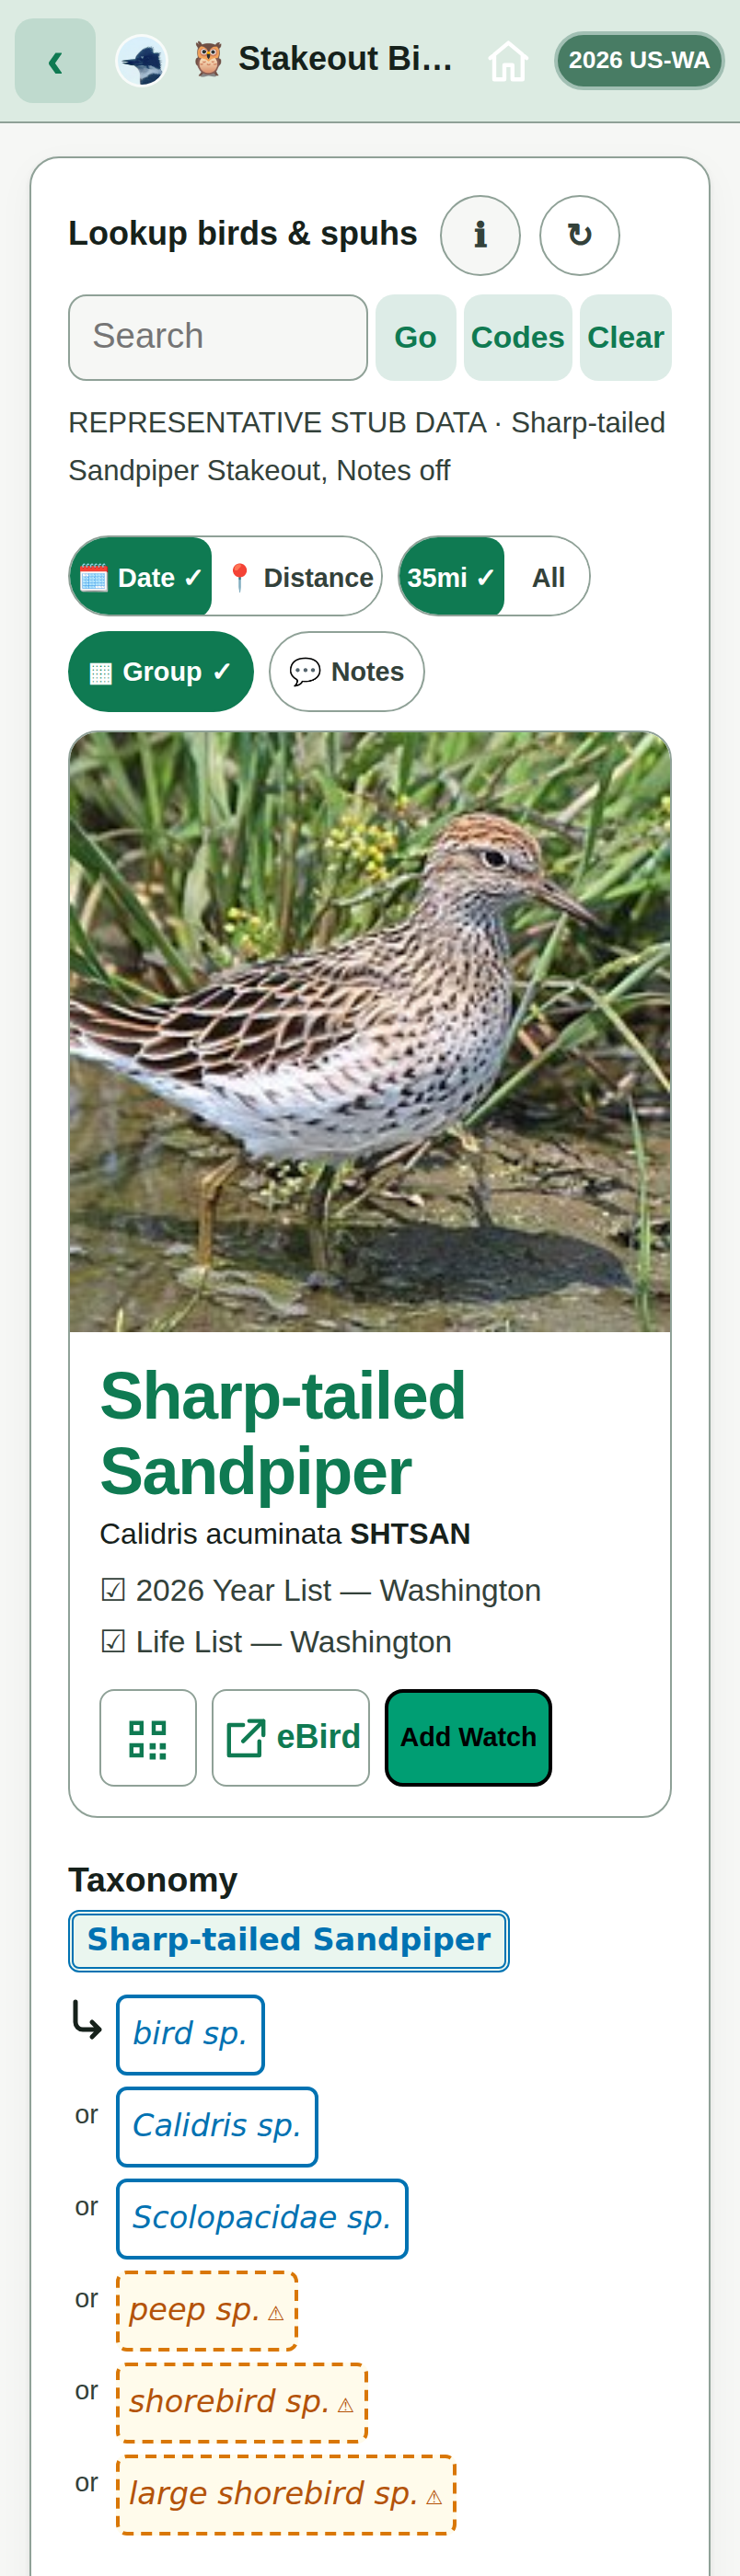 ‹ 🦉 Stakeout Bi… 2026 US-WA
Lookup birds & spuhs ℹ ↻
Search Go Codes Clear
REPRESENTATIVE STUB DATA · Sharp-tailed
Sandpiper Stakeout, Notes off
🗓️ Date ✓ 📍 Distance 35mi ✓ All
▦ Group ✓ 💬 Notes
Sharp-tailed
Sandpiper
Calidris acuminata SHTSAN
☑ 2026 Year List — Washington
☑ Life List — Washington
eBird Add Watch
Taxonomy
Sharp-tailed Sandpiper
bird sp.
or Calidris sp.
or Scolopacidae sp.
or peep sp. ⚠
or shorebird sp. ⚠
or large shorebird sp. ⚠